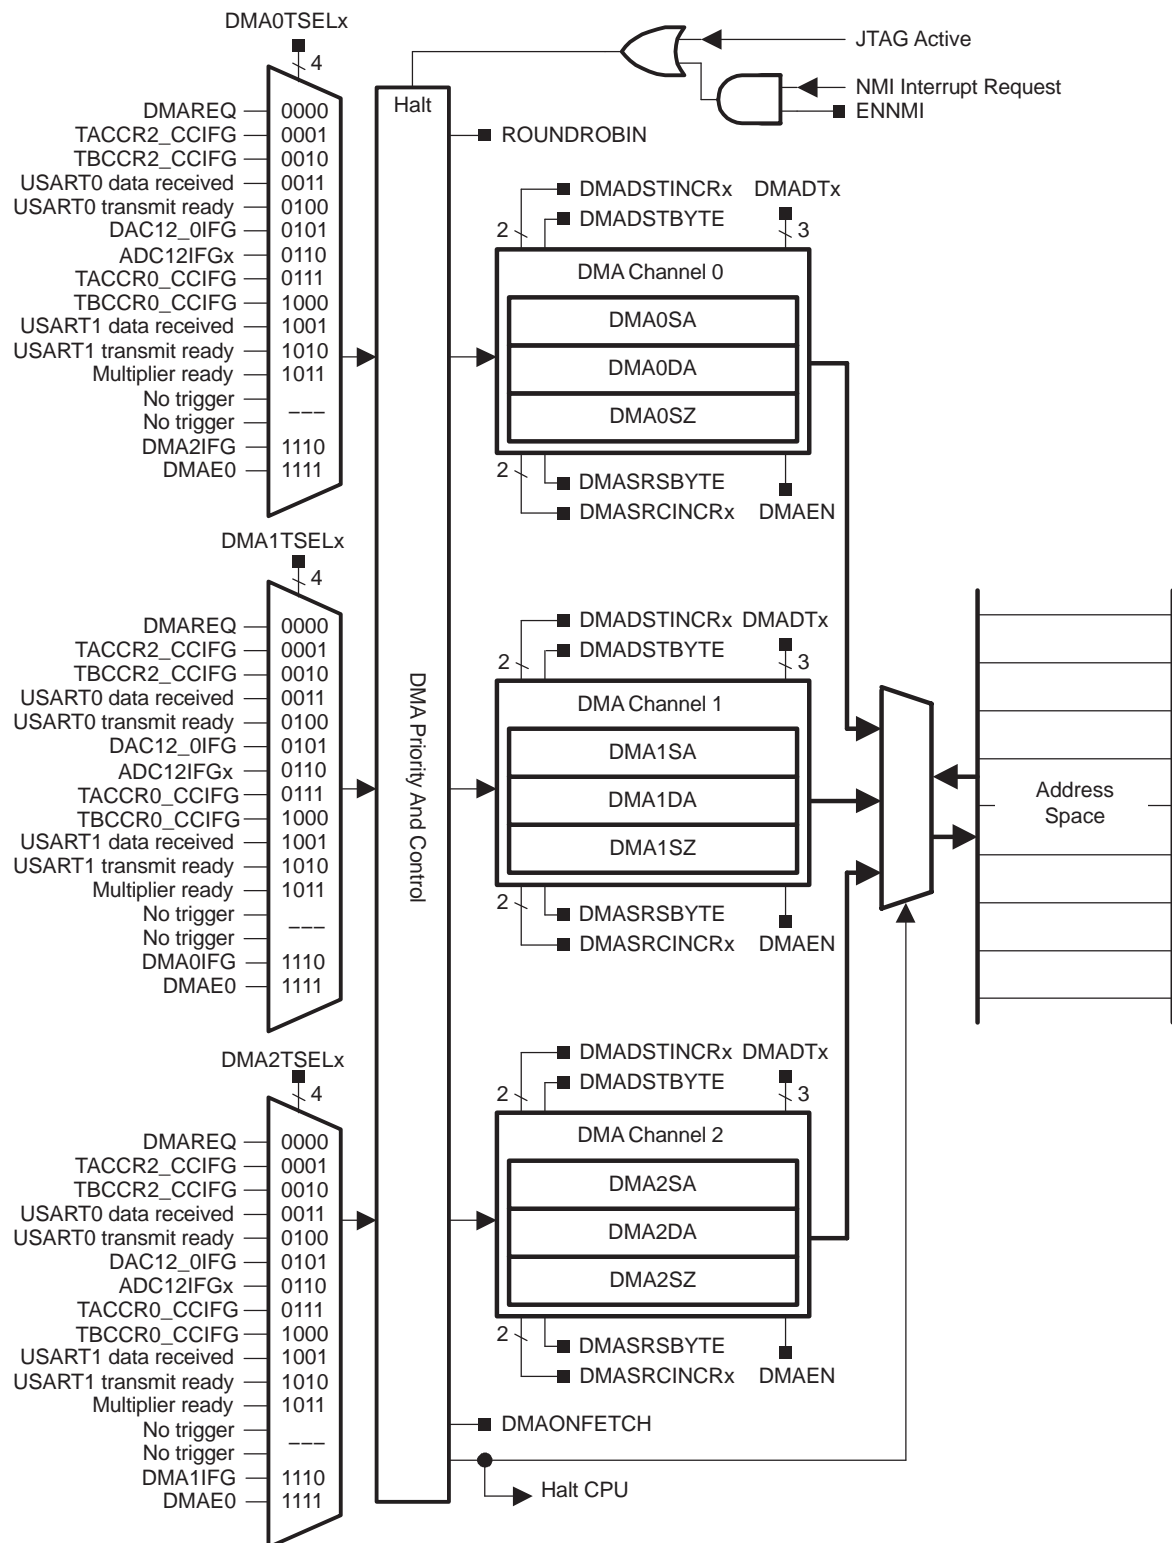 DMA0TSELx
4
JTAG Active
NMI Interrupt Request
ENNMI
Halt
ROUNDROBIN
DMAREQ 0000
TACCR2_CCIFG 0001
TBCCR2_CCIFG 0010
USART0 data received 0011
USART0 transmit ready 0100
DAC12_0IFG 0101
ADC12IFGx 0110
TACCR0_CCIFG 0111
TBCCR0_CCIFG 1000
USART1 data received 1001
USART1 transmit ready 1010
Multiplier ready 1011
No trigger
No trigger
DMA2IFG 1110
DMAE0 1111
DMADSTINCRx DMADTx
2 DMADSTBYTE 3
DMA Channel 0
DMA0SA
DMA0DA
DMA0SZ
2 DMASRSBYTE
DMASRCINCRx DMAEN
DMA1TSELx
4
DMAREQ 0000
TACCR2_CCIFG 0001
TBCCR2_CCIFG 0010
USART0 data received 0011
USART0 transmit ready 0100
DAC12_0IFG 0101
ADC12IFGx 0110
TACCR0_CCIFG 0111
TBCCR0_CCIFG 1000
USART1 data received 1001
USART1 transmit ready 1010
Multiplier ready 1011
No trigger
No trigger
DMA0IFG 1110
DMAE0 1111
DMA Priority And Control
DMADSTINCRx DMADTx
2 DMADSTBYTE 3
DMA Channel 1
DMA1SA
DMA1DA
DMA1SZ
2 DMASRSBYTE
DMASRCINCRx DMAEN
Address
Space
DMA2TSELx
4
DMAREQ 0000
TACCR2_CCIFG 0001
TBCCR2_CCIFG 0010
USART0 data received 0011
USART0 transmit ready 0100
DAC12_0IFG 0101
ADC12IFGx 0110
TACCR0_CCIFG 0111
TBCCR0_CCIFG 1000
USART1 data received 1001
USART1 transmit ready 1010
Multiplier ready 1011
No trigger
No trigger
DMA1IFG 1110
DMAE0 1111
DMADSTINCRx DMADTx
2 DMADSTBYTE 3
DMA Channel 2
DMA2SA
DMA2DA
DMA2SZ
2 DMASRSBYTE
DMASRCINCRx DMAEN
DMAONFETCH
Halt CPU